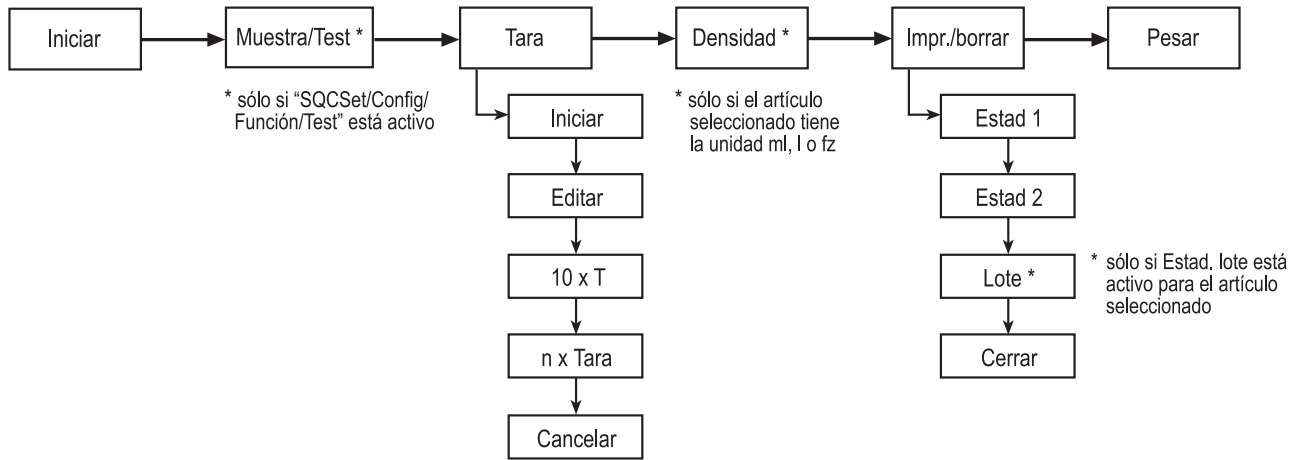 Iniciar
Muestra/Test *
Tara
Densidad *
Impr./borrar
Pesar
* sólo si “SQCSet/Config/
Función/Test” está activo
Iniciar
Editar
10 x T
n x Tara
Cancelar
* sólo si el artículo
seleccionado tiene
la unidad ml, l o fz
Estad 1
Estad 2
Lote *
Cerrar
* sólo si Estad. lote está
activo para el artículo
seleccionado